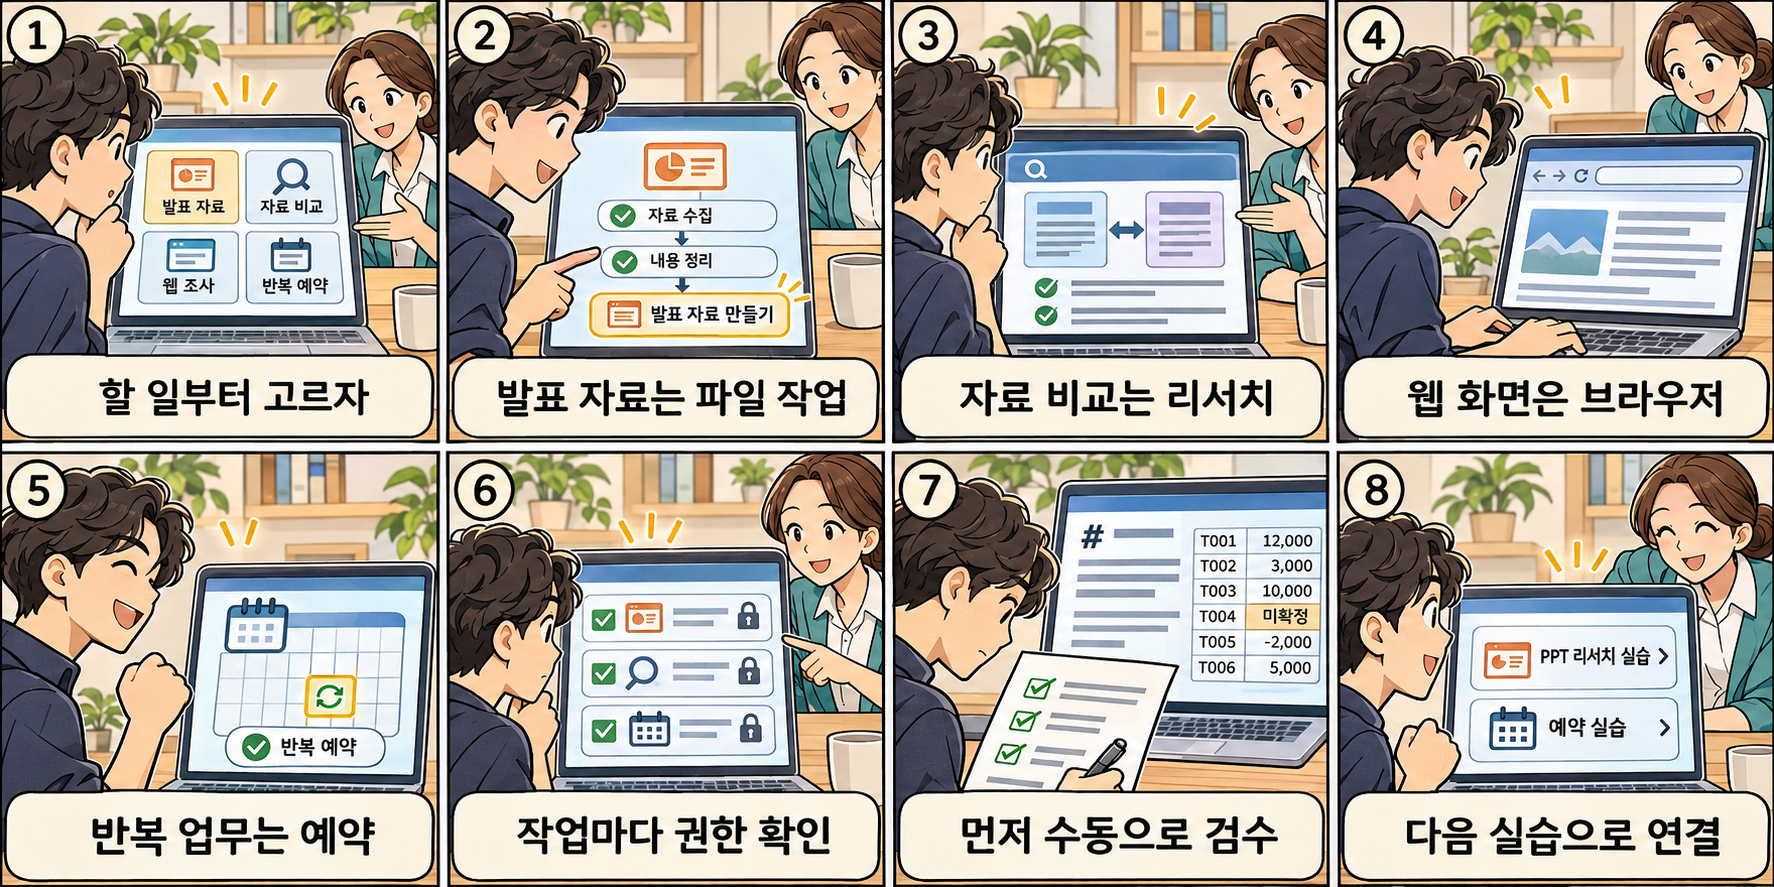 1
발표 자료
자료 비교
웹 조사
반복 예약
할 일부터 고르자
2
자료 수집
내용 정리
발표 자료 만들기
발표 자료는 파일 작업
3
자료 비교는 리서치
4
웹 화면은 브라우저
5
반복 예약
반복 업무는 예약
6
작업마다 권한 확인
7
#
T001 12,000
T002 3,000
T003 10,000
T004 미확정
T005 -2,000
T006 5,000
먼저 수동으로 검수
8
PPT 리서치 실습
예약 실습
다음 실습으로 연결